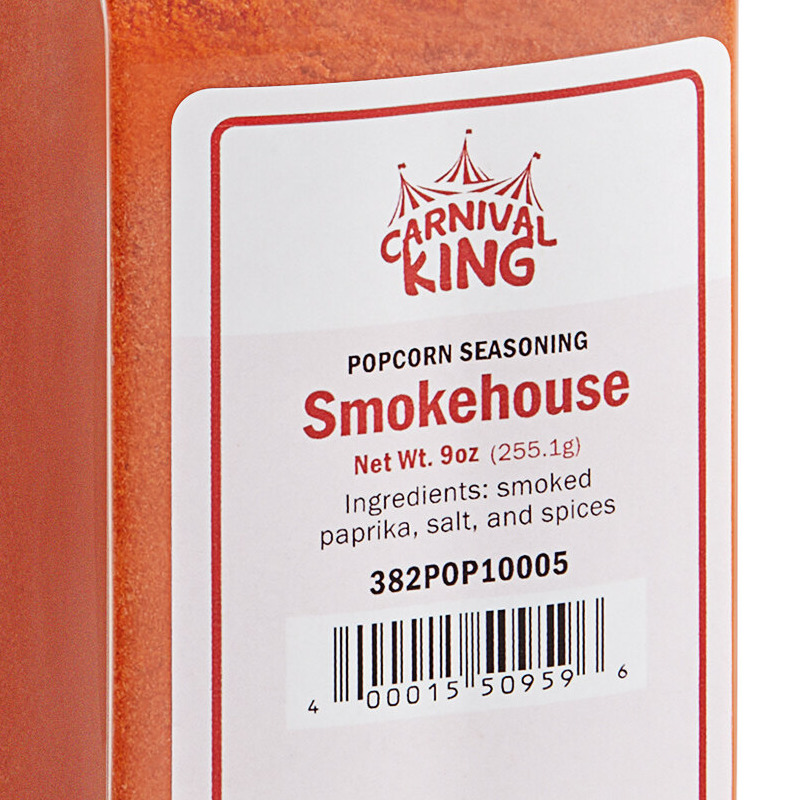 CARNIVAL
KING
POPCORN SEASONING
Smokehouse
Net Wt. 9oz (255.1g)
Ingredients: smoked
paprika, salt, and spices
382POP10005
4 00015 50959 6